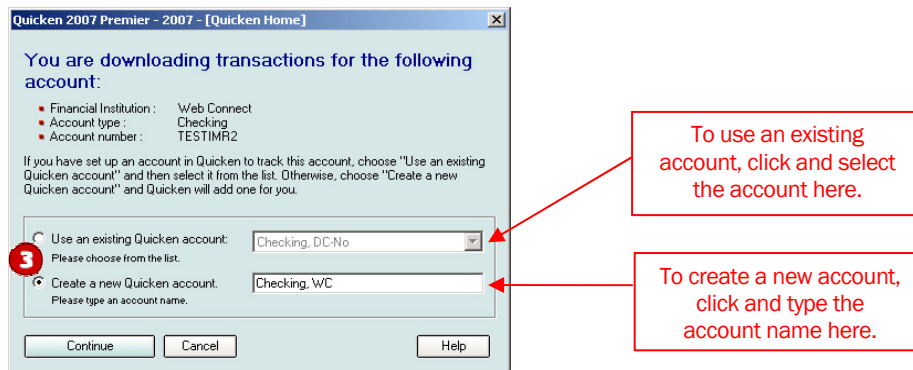 Quicken 2007 Premier - 2007 - [Quicken Home]
You are downloading transactions for the following
account:
Financial Institution : Web Connect
Account type : Checking
Account number : TESTIMR2
If you have set up an account in Quicken to track this account, choose "Use an existing
Quicken account" and then select it from the list. Otherwise, choose "Create a new
Quicken account" and Quicken will add one for you.
Use an existing Quicken account: Checking, DC-No
Please choose from the list.
3
Create a new Quicken account. Checking, WC
Please type an account name.
Continue Cancel Help
To use an existing
account, click and select
the account here.
To create a new account,
click and type the
account name here.